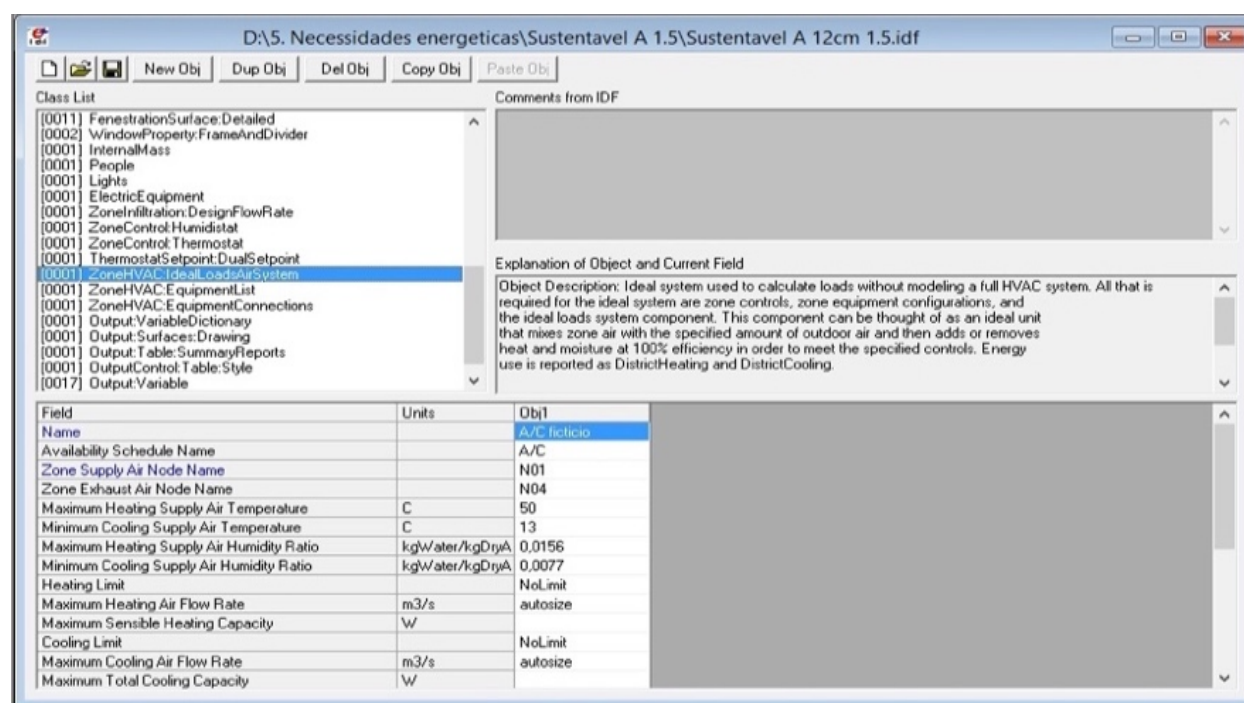 D:\5. Necessidades energeticas\Sustentavel A 1.5\Sustentavel A 12cm 1.5.idf
New Obj Dup Obj Del Obj Copy Obj Paste Obj
Class List
[0011] FenestrationSurface:Detailed
[0002] WindowProperty:FrameAndDivider
[0001] InternalMass
[0001] People
[0001] Lights
[0001] ElectricEquipment
[0001] ZoneInfiltration:DesignFlowRate
[0001] ZoneControl:Humidistat
[0001] ZoneControl:Thermostat
[0001] ThermostatSetpoint:DualSetpoint
[0001] ZoneHVAC:IdealLoadsAirSystem
[0001] ZoneHVAC:EquipmentList
[0001] ZoneHVAC:EquipmentConnections
[0001] Output:VariableDictionary
[0001] Output:Surfaces:Drawing
[0001] Output:Table:SummaryReports
[0001] OutputControl:Table:Style
[0017] Output:Variable
Comments from IDF
Explanation of Object and Current Field
Object Description: Ideal system used to calculate loads without modeling a full HVAC system. All that is
required for the ideal system are zone controls, zone equipment configurations, and
the ideal loads system component. This component can be thought of as an ideal unit
that mixes zone air with the specified amount of outdoor air and then adds or removes
heat and moisture at 100% efficiency in order to meet the specified controls. Energy
use is reported as DistrictHeating and DistrictCooling.
Field Units Obj1
Name A/C ficticio
Availability Schedule Name A/C
Zone Supply Air Node Name N01
Zone Exhaust Air Node Name N04
Maximum Heating Supply Air Temperature C 50
Minimum Cooling Supply Air Temperature C 13
Maximum Heating Supply Air Humidity Ratio kgWater/kgDryA 0,0156
Minimum Cooling Supply Air Humidity Ratio kgWater/kgDryA 0,0077
Heating Limit NoLimit
Maximum Heating Air Flow Rate m3/s autosize
Maximum Sensible Heating Capacity W
Cooling Limit NoLimit
Maximum Cooling Air Flow Rate m3/s autosize
Maximum Total Cooling Capacity W